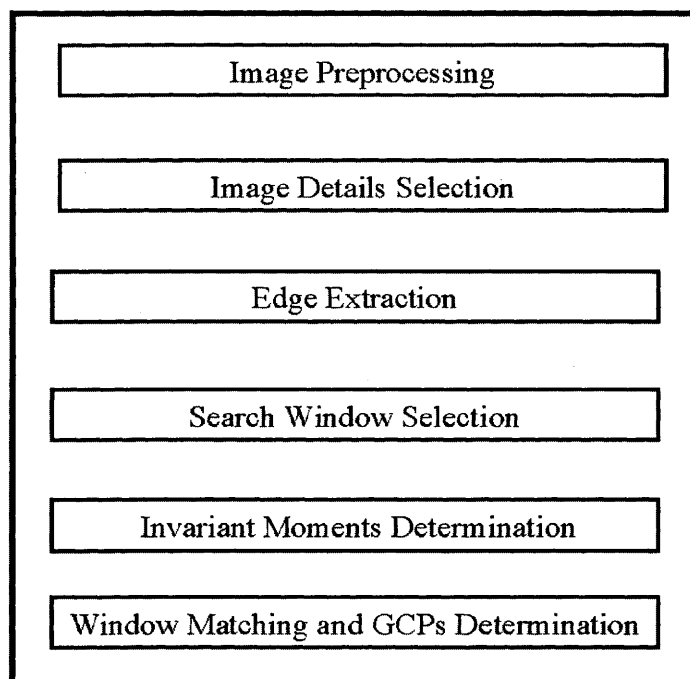 Image Preprocessing
Image Details Selection
Edge Extraction
Search Window Selection
Invariant Moments Determination
Window Matching and GCPs Determination